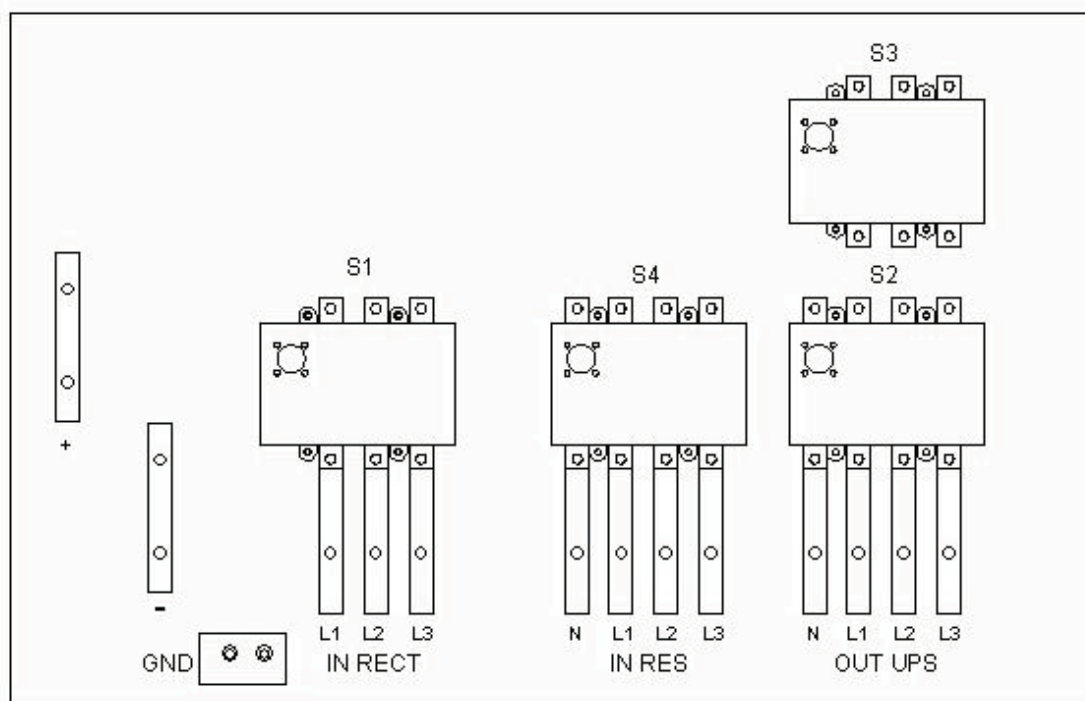 S3
S1 S4 S2
+
-
L1 L2 L3 N L1 L2 L3 N L1 L2 L3
GND IN RECT IN RES OUT UPS